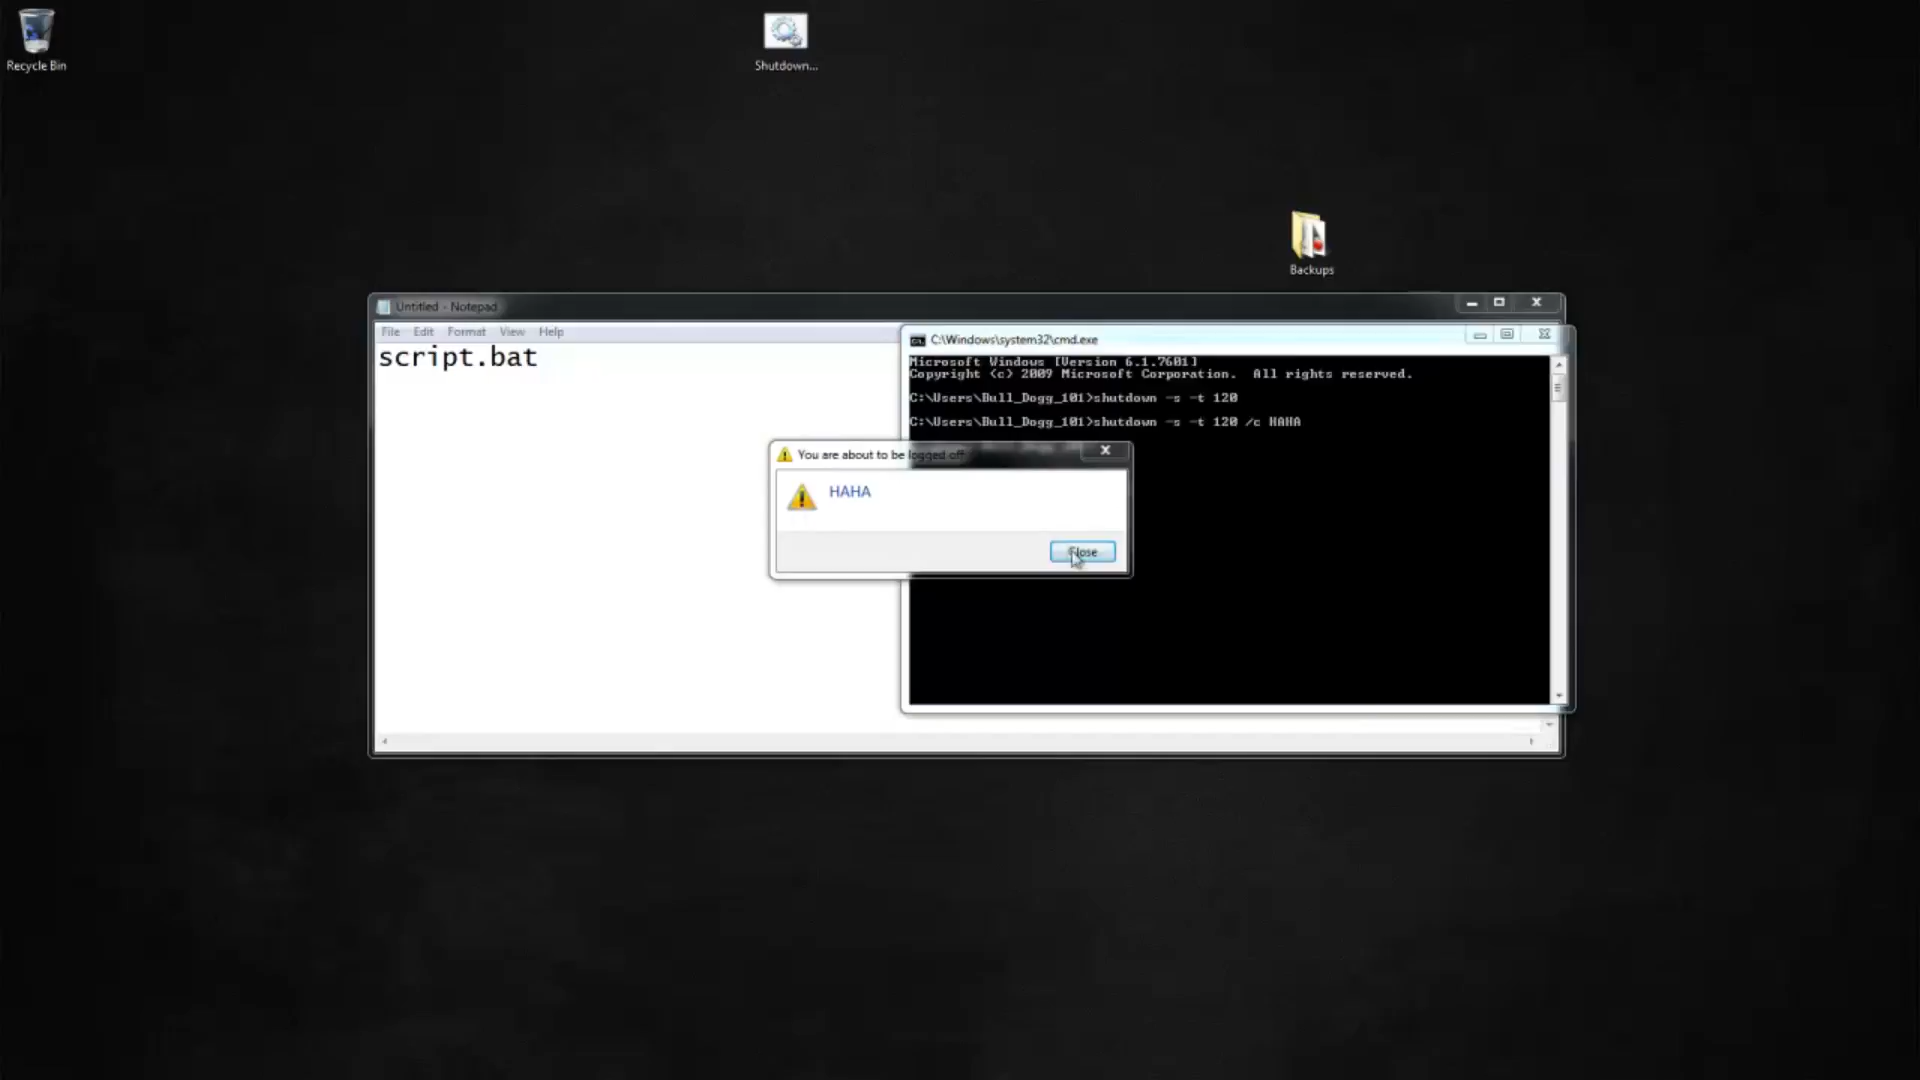 Recycle Bin
Shutdown...
Backups
Untitled - Notepad
File Edit Format View Help
script.bat
C:\Windows\system32\cmd.exe
Microsoft Windows [Version 6.1.7601]
Copyright (c) 2009 Microsoft Corporation. All rights reserved.
C:\Users\Bull_Dogg_101>shutdown -s -t 120
C:\Users\Bull_Dogg_101>shutdown -s -t 120 /c HAHA
You are about to be logged off
HAHA
Close